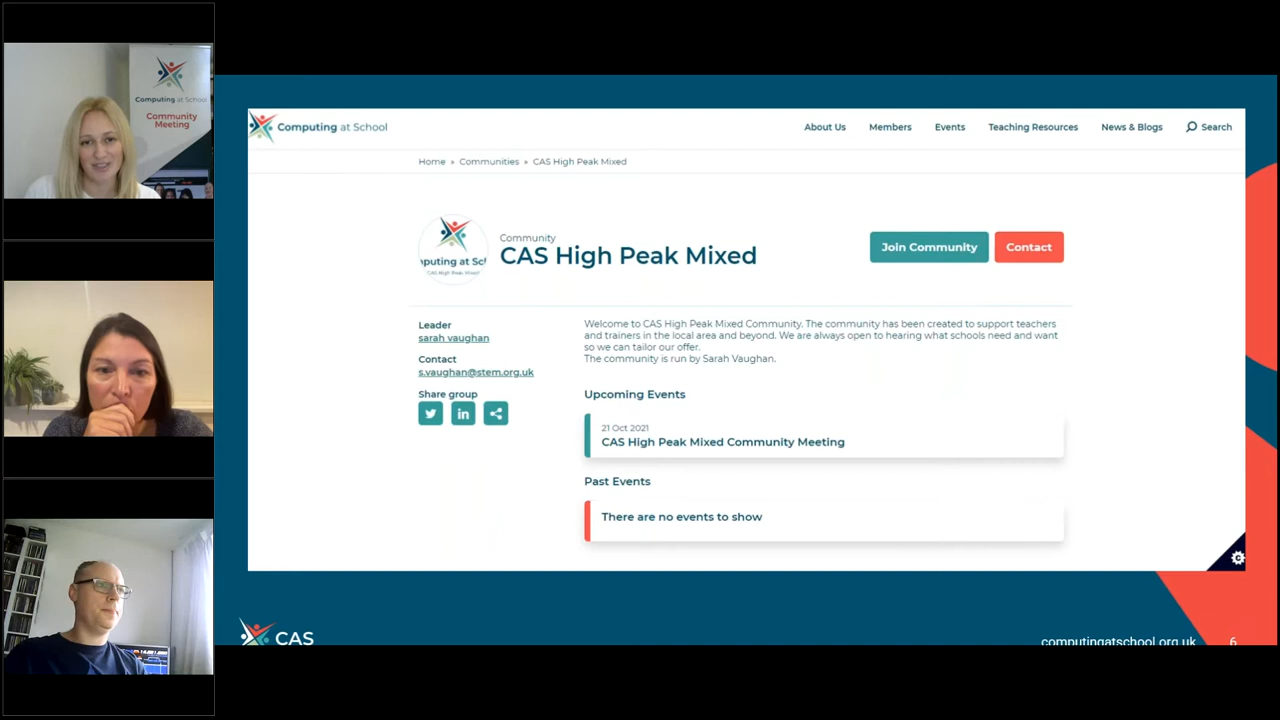 Computing at School
Community
Meeting
Computing at School
About Us
Members
Events
Teaching Resources
News & Blogs
Search
Home » Communities » CAS High Peak Mixed
Community
CAS High Peak Mixed
Join Community
Contact
"CAS High Peak Mixed"
Leader
sarah vaughan
Contact
s.vaughan@stem.org.uk
Share group
in
Welcome to CAS High Peak Mixed Community. The community has been created to support teachers
and trainers in the local area and beyond. We are always open to hearing what schools need and want
so we can tailor our offer.
The community is run by Sarah Vaughan.
Upcoming Events
21 Oct 2021
CAS High Peak Mixed Community Meeting
Past Events
There are no events to show
CAS
computingatschool.org.uk
6